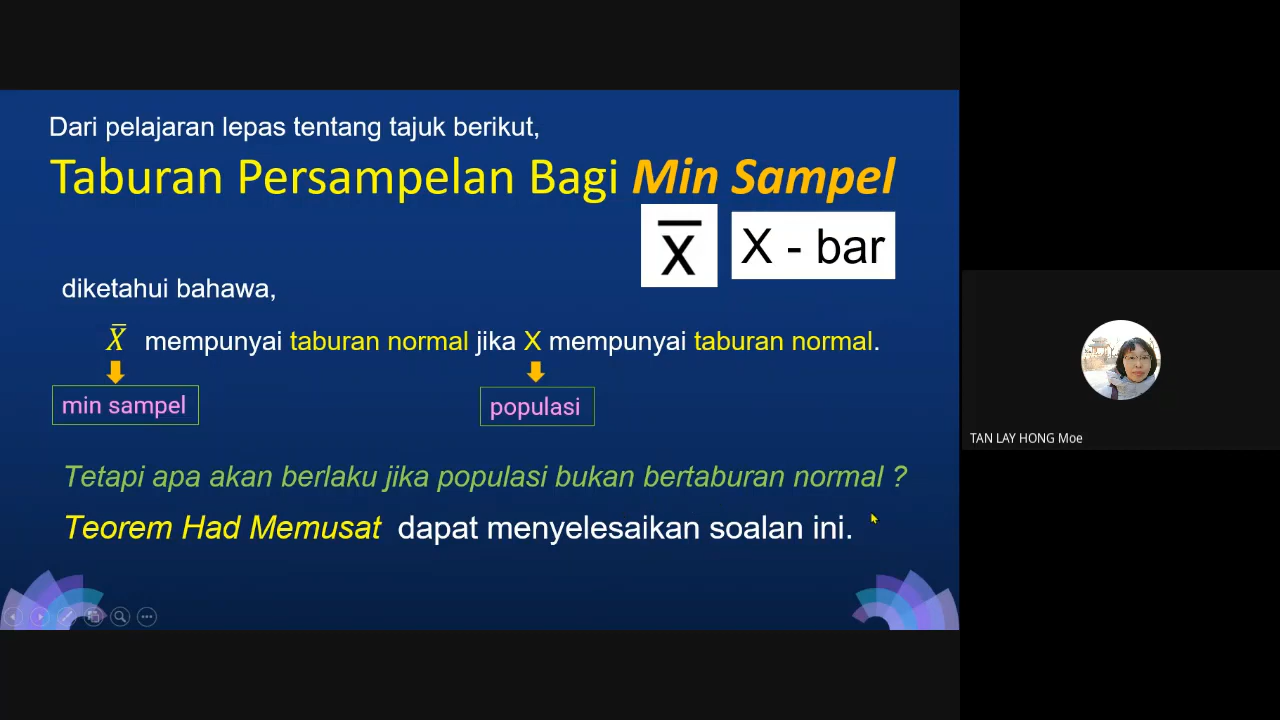 Dari pelajaran lepas tentang tajuk berikut,
Taburan Persampelan Bagi Min Sampel
X̄ X - bar
diketahui bahawa,
X̄ mempunyai taburan normal jika X mempunyai taburan normal.
min sampel populasi
Tetapi apa akan berlaku jika populasi bukan bertaburan normal ?
Teorem Had Memusat dapat menyelesaikan soalan ini.
TAN LAY HONG Moe